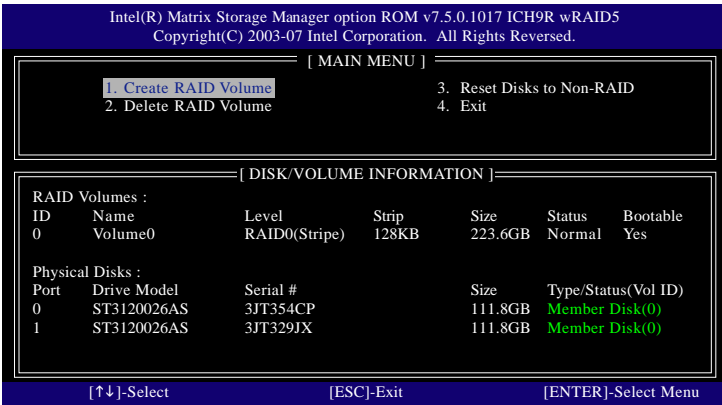 Intel(R) Matrix Storage Manager option ROM v7.5.0.1017 ICH9R wRAID5
Copyright(C) 2003-07 Intel Corporation. All Rights Reversed.
[ MAIN MENU ]
1. Create RAID Volume 3. Reset Disks to Non-RAID
2. Delete RAID Volume 4. Exit
[ DISK/VOLUME INFORMATION ]
RAID Volumes :
ID Name Level Strip Size Status Bootable
0 Volume0 RAID0(Stripe) 128KB 223.6GB Normal Yes
Physical Disks :
Port Drive Model Serial # Size Type/Status(Vol ID)
0 ST3120026AS 3JT354CP 111.8GB Member Disk(0)
1 ST3120026AS 3JT329JX 111.8GB Member Disk(0)
[↑↓]-Select [ESC]-Exit [ENTER]-Select Menu